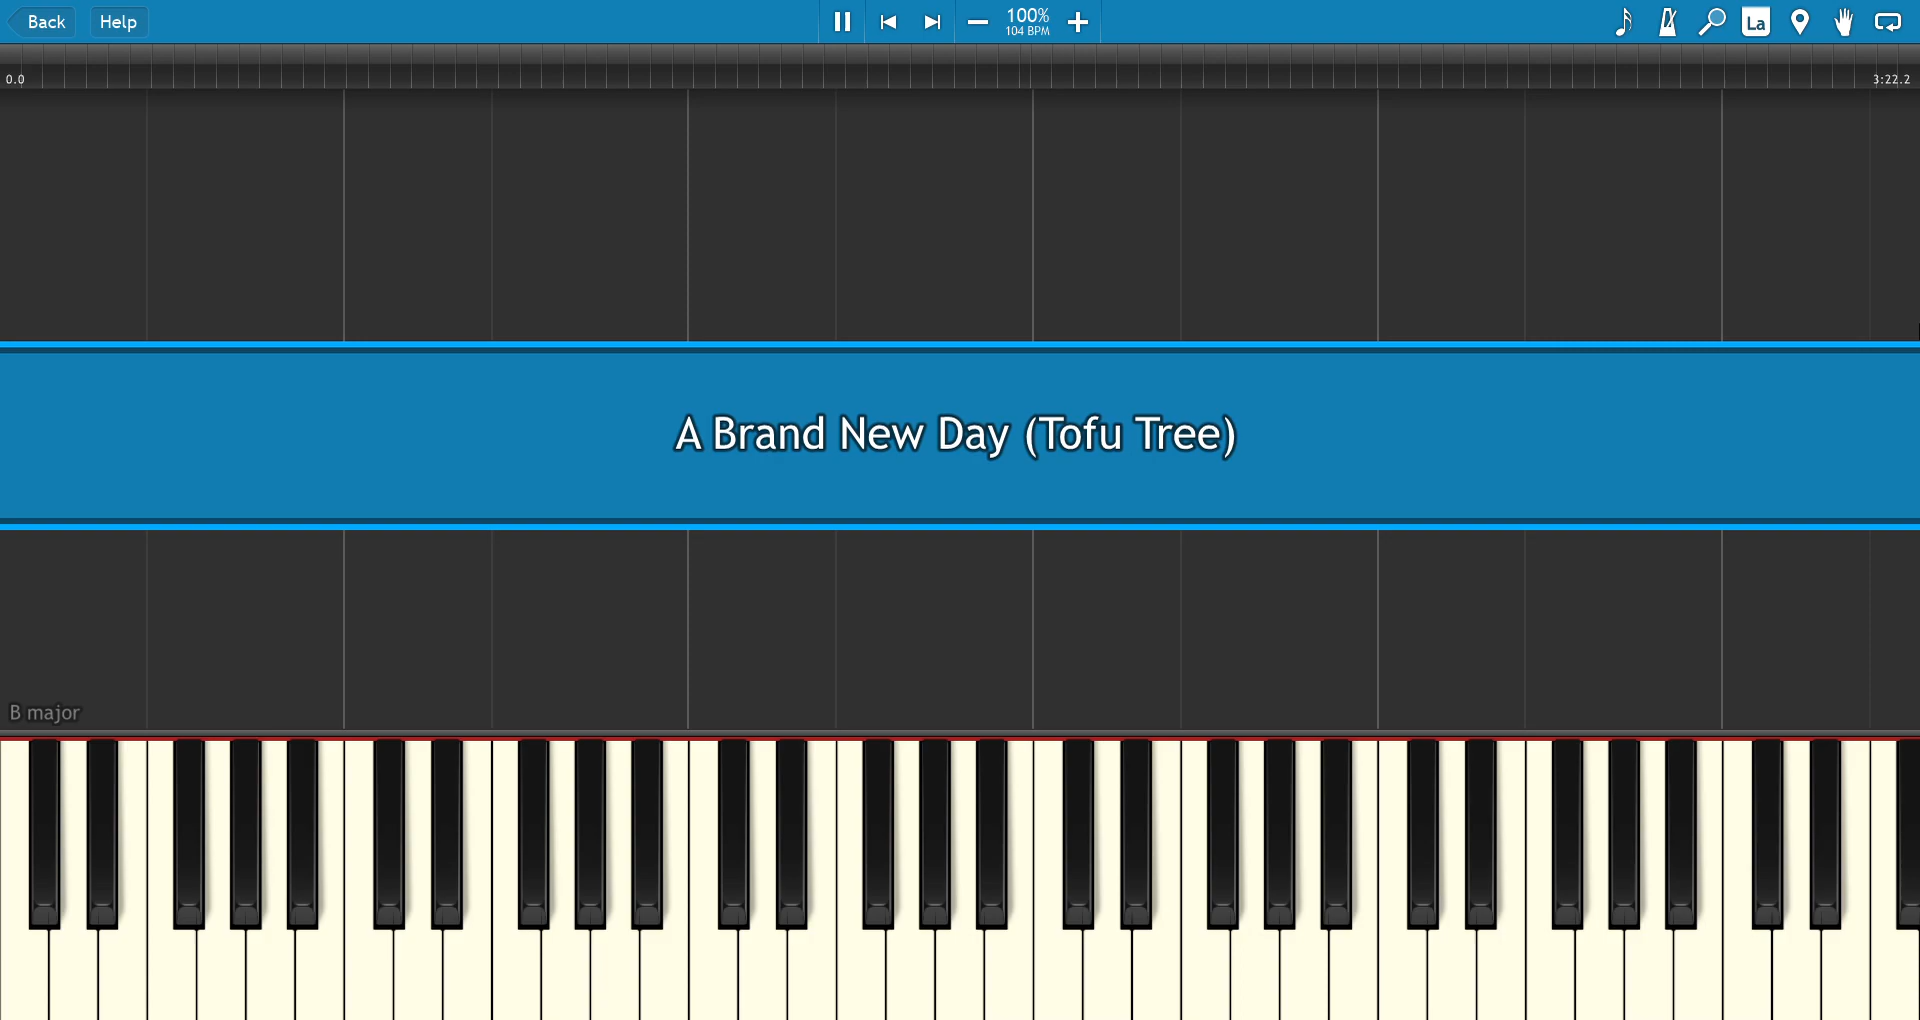 Back
Help
100%
104 BPM
La
0.0
3:22.2
A Brand New Day (Tofu Tree)
B major